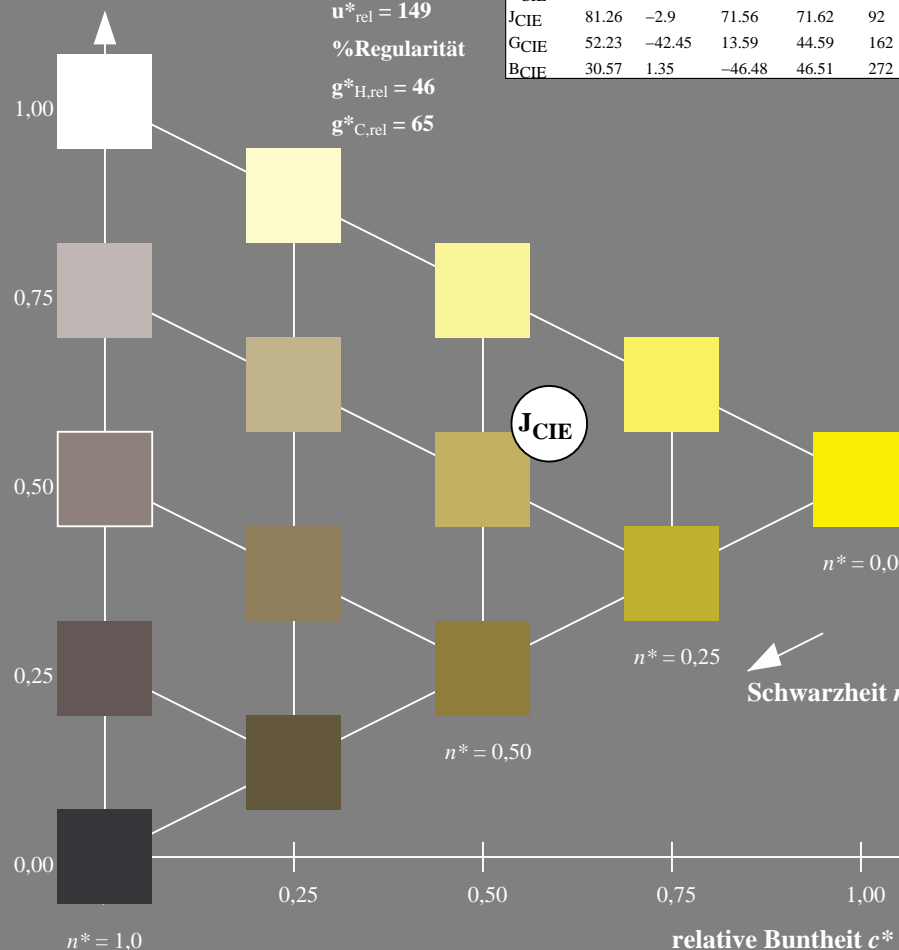 u*rel = 149
%Regularität
g*H,rel = 46
g*C,rel = 65
JCIE 81.26 −2.9 71.56 71.62 92
GCIE 52.23 −42.45 13.59 44.59 162
BCIE 30.57 1.35 −46.48 46.51 272
1,00
0,75
JCIE
0,50
n* = 0,0
n* = 0,25
0,25
Schwarzheit n
n* = 0,50
0,00
0,25 0,50 0,75 1,00
n* = 1,0
relative Buntheit c*